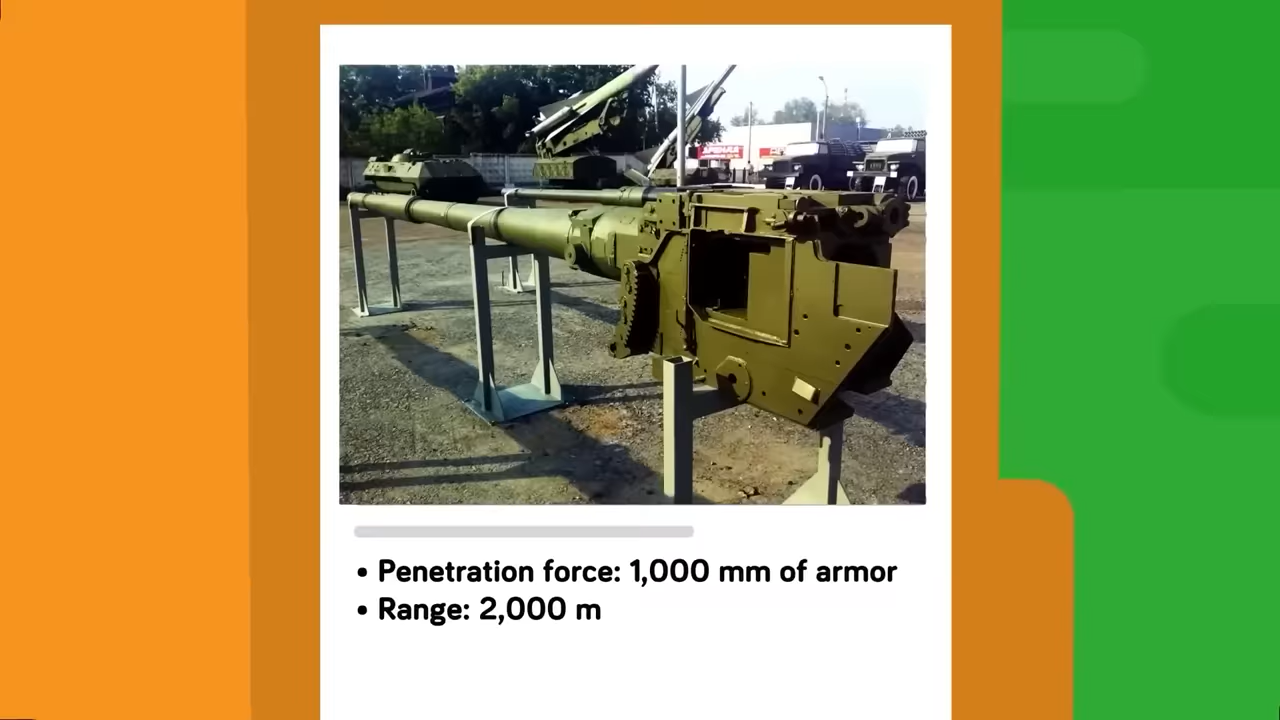 • Penetration force: 1,000 mm of armor
• Range: 2,000 m